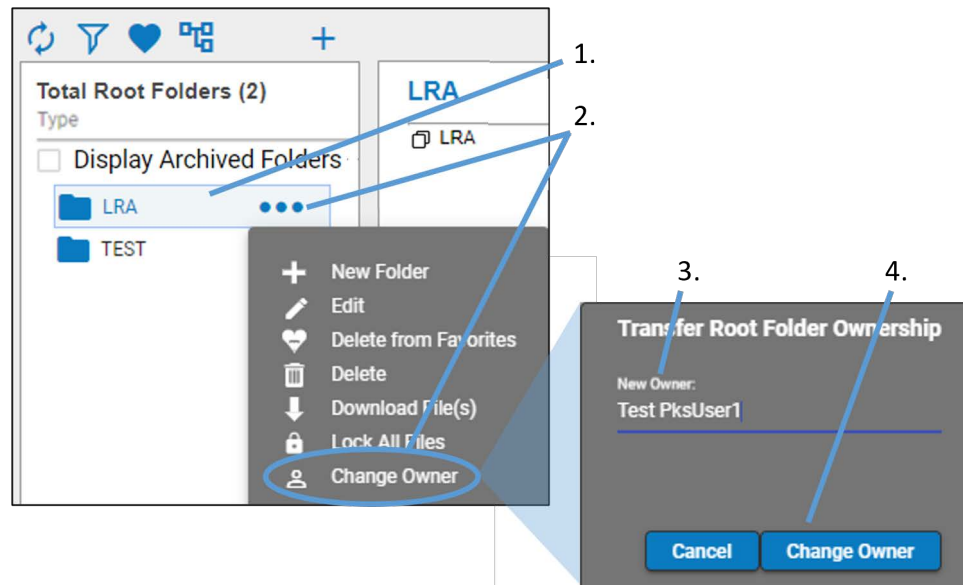 1.
Total Root Folders (2)
Type
Display Archived Folders
LRA
TEST
LRA
LRA
2.
New Folder
Edit
Delete from Favorites
Delete
Download File(s)
Lock All Files
Change Owner
3.
4.
Transfer Root Folder Ownership
New Owner:
Test PksUser1
Cancel
Change Owner